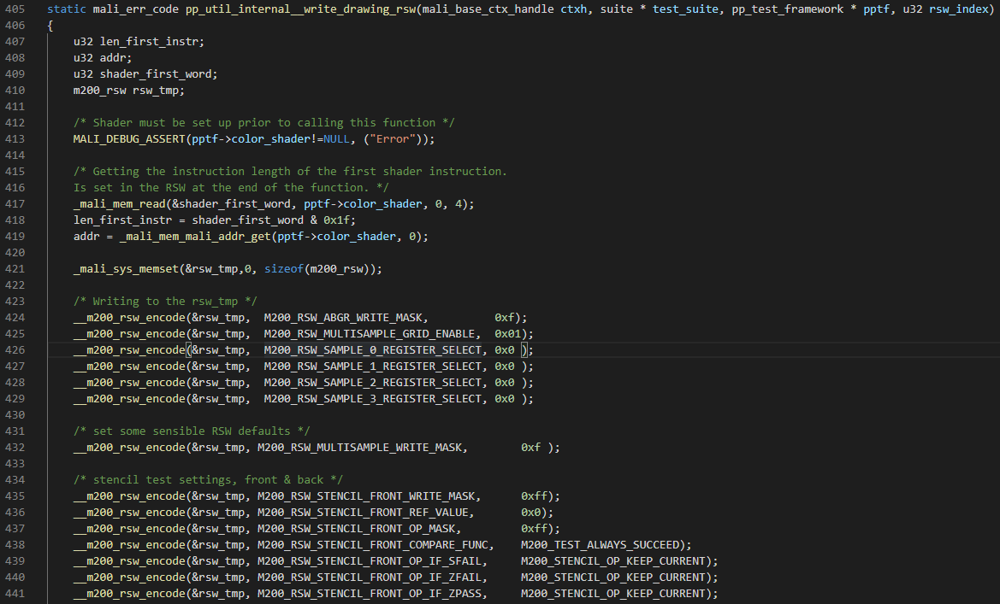 405 static mali_err_code pp_util_internal__write_drawing_rsw(mali_base_ctx_handle ctxh, suite * test_suite, pp_test_framework * pptf, u32 rsw_index)
406 {
407     u32 len_first_instr;
408     u32 addr;
409     u32 shader_first_word;
410     m200_rsw rsw_tmp;
411
412     /* Shader must be set up prior to calling this function */
413     MALI_DEBUG_ASSERT(pptf->color_shader!=NULL, ("Error"));
414
415     /* Getting the instruction length of the first shader instruction.
416     Is set in the RSW at the end of the function. */
417     _mali_mem_read(&shader_first_word, pptf->color_shader, 0, 4);
418     len_first_instr = shader_first_word & 0x1f;
419     addr = _mali_mem_mali_addr_get(pptf->color_shader, 0);
420
421     _mali_sys_memset(&rsw_tmp,0, sizeof(m200_rsw));
422
423     /* Writing to the rsw_tmp */
424     __m200_rsw_encode(&rsw_tmp,  M200_RSW_ABGR_WRITE_MASK,          0xf);
425     __m200_rsw_encode(&rsw_tmp,  M200_RSW_MULTISAMPLE_GRID_ENABLE,  0x01);
426     __m200_rsw_encode(&rsw_tmp,  M200_RSW_SAMPLE_0_REGISTER_SELECT, 0x0 );
427     __m200_rsw_encode(&rsw_tmp,  M200_RSW_SAMPLE_1_REGISTER_SELECT, 0x0 );
428     __m200_rsw_encode(&rsw_tmp,  M200_RSW_SAMPLE_2_REGISTER_SELECT, 0x0 );
429     __m200_rsw_encode(&rsw_tmp,  M200_RSW_SAMPLE_3_REGISTER_SELECT, 0x0 );
430
431     /* set some sensible RSW defaults */
432     __m200_rsw_encode(&rsw_tmp, M200_RSW_MULTISAMPLE_WRITE_MASK,        0xf );
433
434     /* stencil test settings, front & back */
435     __m200_rsw_encode(&rsw_tmp, M200_RSW_STENCIL_FRONT_WRITE_MASK,      0xff);
436     __m200_rsw_encode(&rsw_tmp, M200_RSW_STENCIL_FRONT_REF_VALUE,       0x0);
437     __m200_rsw_encode(&rsw_tmp, M200_RSW_STENCIL_FRONT_OP_MASK,         0xff);
438     __m200_rsw_encode(&rsw_tmp, M200_RSW_STENCIL_FRONT_COMPARE_FUNC,    M200_TEST_ALWAYS_SUCCEED);
439     __m200_rsw_encode(&rsw_tmp, M200_RSW_STENCIL_FRONT_OP_IF_SFAIL,     M200_STENCIL_OP_KEEP_CURRENT);
440     __m200_rsw_encode(&rsw_tmp, M200_RSW_STENCIL_FRONT_OP_IF_ZFAIL,     M200_STENCIL_OP_KEEP_CURRENT);
441     __m200_rsw_encode(&rsw_tmp, M200_RSW_STENCIL_FRONT_OP_IF_ZPASS,     M200_STENCIL_OP_KEEP_CURRENT);